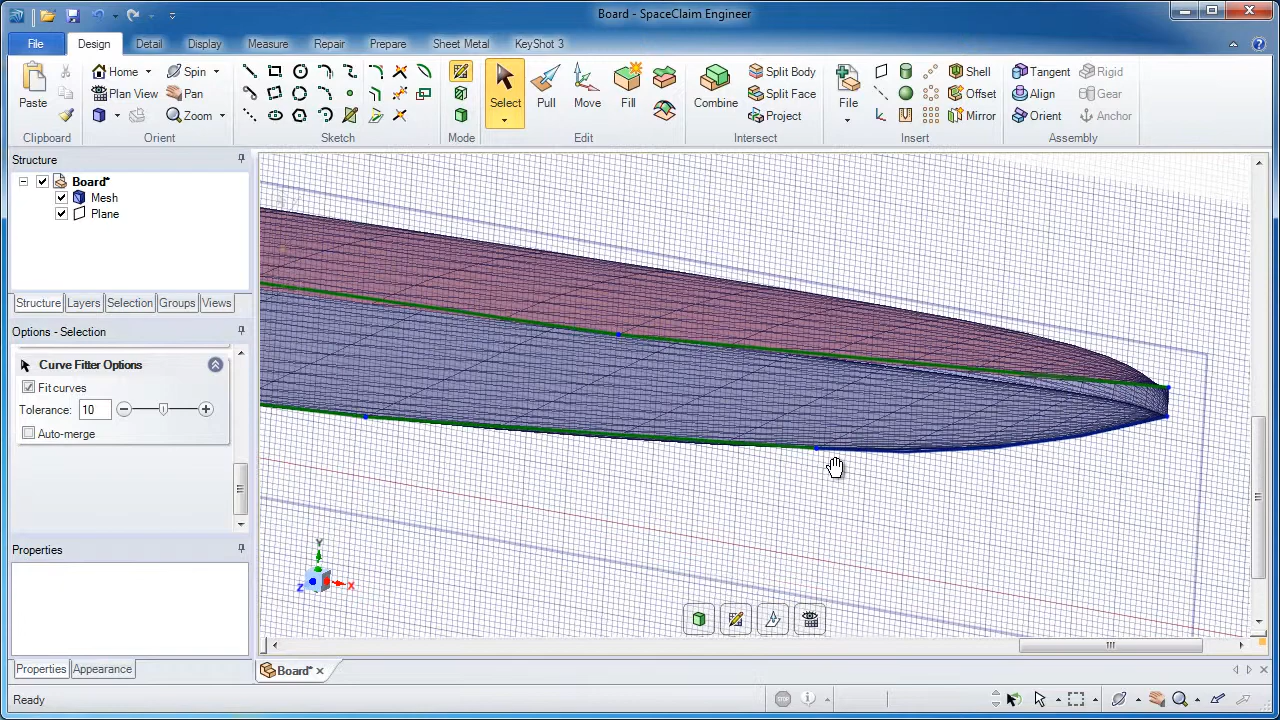 Board - SpaceClaim Engineer
File Design Detail Display Measure Repair Prepare Sheet Metal KeyShot 3
Paste
Clipboard
Home Spin
Plan View Pan
Zoom
Orient
Sketch
Mode
Select Pull Move Fill
Edit
Combine Split Body
Split Face
Project
Intersect
File Shell
Offset
Mirror
Insert
Tangent Rigid
Align Gear
Orient Anchor
Assembly
Structure
Board*
Mesh
Plane
Structure Layers Selection Groups Views
Options - Selection
Curve Fitter Options
Fit curves
Tolerance: 10
Auto-merge
Properties
Properties Appearance
Y
Z
X
Board*
Ready